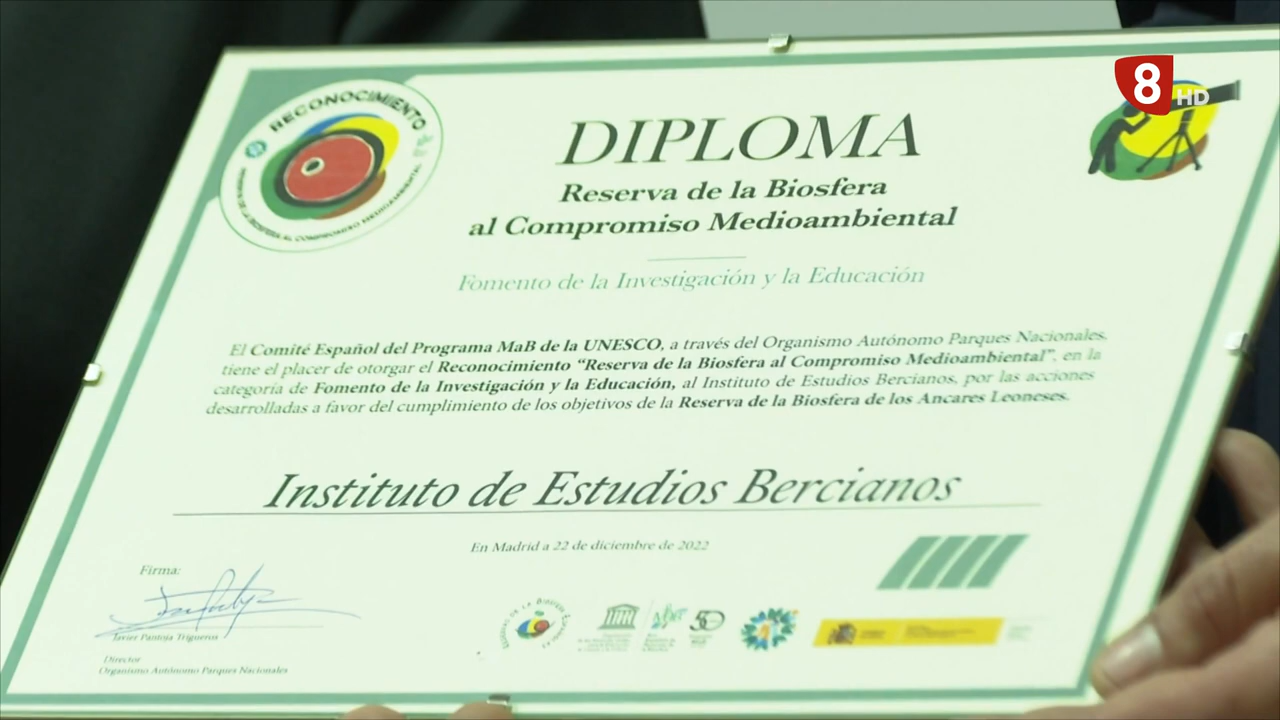 8 HD
RECONOCIMIENTO
DIPLOMA
Reserva de la Biosfera
al Compromiso Medioambiental
Fomento de la Investigación y la Educación
El Comité Español del Programa MaB de la UNESCO, a través del Organismo Autónomo Parques Nacionales,
tiene el placer de otorgar el Reconocimiento “Reserva de la Biosfera al Compromiso Medioambiental”, en la
categoría de Fomento de la Investigación y la Educación, al Instituto de Estudios Bercianos, por las acciones
desarrolladas a favor del cumplimiento de los objetivos de la Reserva de la Biosfera de los Ancares Leoneses.
Instituto de Estudios Bercianos
En Madrid a 22 de diciembre de 2022
Firma:
Javier Pantoja Trigueros
Director
Organismo Autónomo Parques Nacionales
50